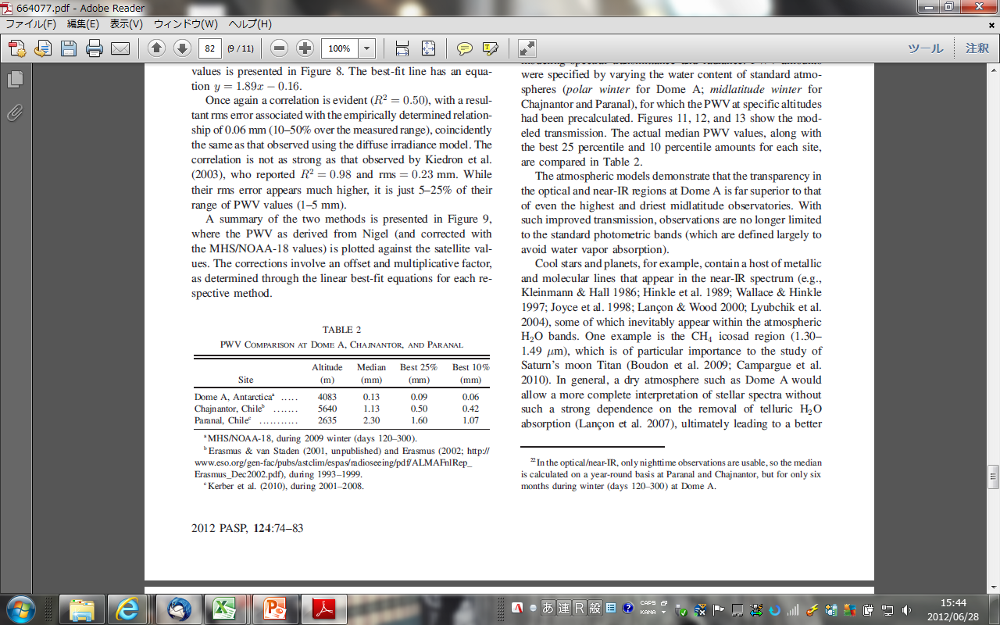 664077.pdf - Adobe Reader
ファイル(F) 編集(E) 表示(V) ウィンドウ(W) ヘルプ(H)
82 (9 / 11) 100% ツール 注釈
values is presented in Figure 8. The best-fit line has an equa-
tion y = 1.89x − 0.16.
Once again a correlation is evident (R² = 0.50), with a resul-
tant rms error associated with the empirically determined relation-
ship of 0.06 mm (10–50% over the measured range), coincidently
the same as that observed using the diffuse irradiance model. The
correlation is not as strong as that observed by Kiedron et al.
(2003), who reported R² = 0.98 and rms = 0.23 mm. While
their rms error appears much higher, it is just 5–25% of their
range of PWV values (1–5 mm).
A summary of the two methods is presented in Figure 9,
where the PWV as derived from Nigel (and corrected with
the MHS/NOAA-18 values) is plotted against the satellite val-
ues. The corrections involve an offset and multiplicative factor,
as determined through the linear best-fit equations for each re-
spective method.
TABLE 2
PWV Comparison at Dome A, Chajnantor, and Paranal
Altitude Median Best 25% Best 10%
Site (m) (mm) (mm) (mm)
Dome A, Antarcticaᵃ ..... 4083 0.13 0.09 0.06
Chajnantor, Chileᵇ ....... 5640 1.13 0.50 0.42
Paranal, Chileᶜ ........... 2635 2.30 1.60 1.07
ᵃ MHS/NOAA-18, during 2009 winter (days 120–300).
ᵇ Erasmus & van Staden (2001, unpublished) and Erasmus (2002; http://
www.eso.org/gen-fac/pubs/astclim/espas/radioseeing/pdf/ALMAFnlRep_
Erasmus_Dec2002.pdf), during 1993–1999.
ᶜ Kerber et al. (2010), during 2001–2008.
2012 PASP, 124:74–83
were specified by varying the water content of standard atmo-
spheres (polar winter for Dome A; midlatitude winter for
Chajnantor and Paranal), for which the PWV at specific altitudes
had been precalculated. Figures 11, 12, and 13 show the mod-
eled transmission. The actual median PWV values, along with
the best 25 percentile and 10 percentile amounts for each site,
are compared in Table 2.
The atmospheric models demonstrate that the transparency in
the optical and near-IR regions at Dome A is far superior to that
of even the highest and driest midlatitude observatories. With
such improved transmission, observations are no longer limited
to the standard photometric bands (which are defined largely to
avoid water vapor absorption).
Cool stars and planets, for example, contain a host of metallic
and molecular lines that appear in the near-IR spectrum (e.g.,
Kleinmann & Hall 1986; Hinkle et al. 1989; Wallace & Hinkle
1997; Joyce et al. 1998; Lançon & Wood 2000; Lyubchik et al.
2004), some of which inevitably appear within the atmospheric
H₂O bands. One example is the CH₄ icosad region (1.30–
1.49 μm), which is of particular importance to the study of
Saturn's moon Titan (Boudon et al. 2009; Campargue et al.
2010). In general, a dry atmosphere such as Dome A would
allow a more complete interpretation of stellar spectra without
such a strong dependence on the removal of telluric H₂O
absorption (Lançon et al. 2007), ultimately leading to a better
²² In the optical/near-IR, only nighttime observations are usable, so the median
is calculated on a year-round basis at Paranal and Chajnantor, but for only six
months during winter (days 120–300) at Dome A.
あ 連 R 般 CAPS KANA
15:44
2012/06/28